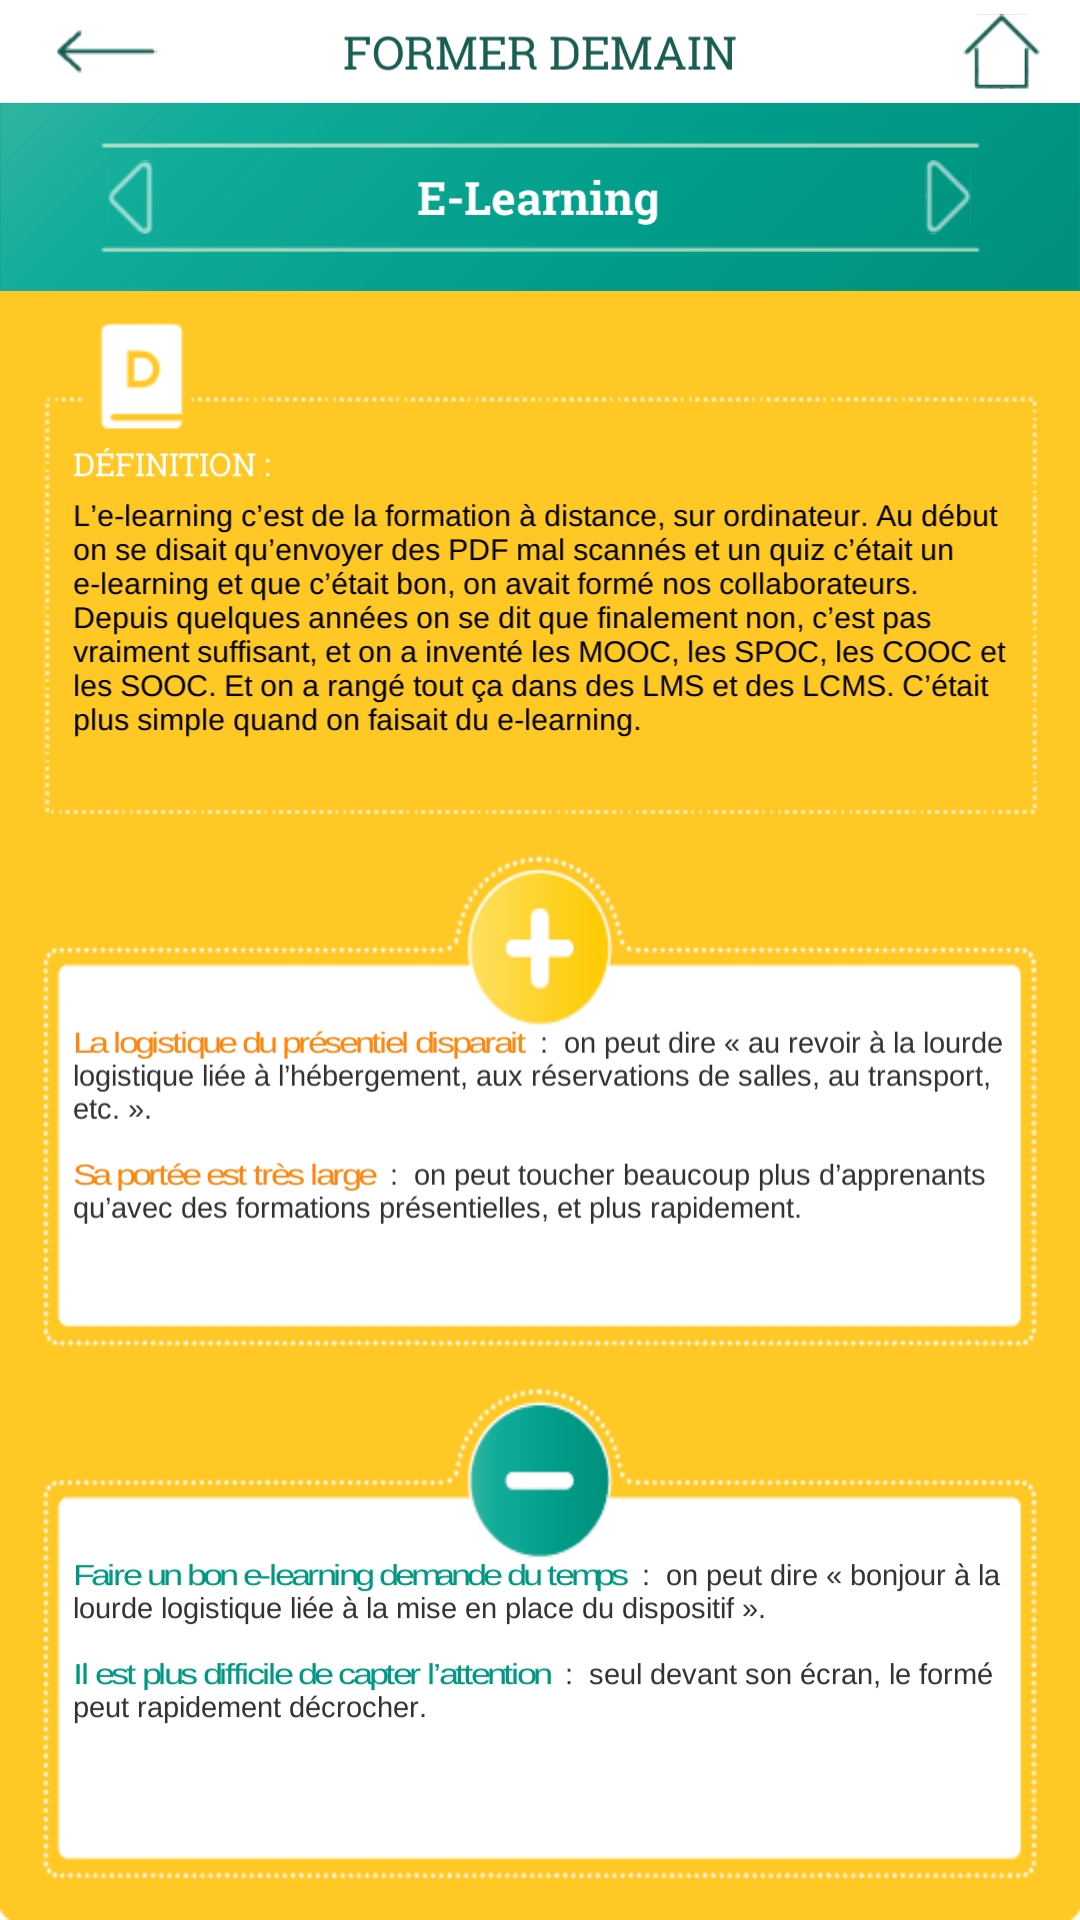 FORMER DEMAIN
E-Learning
D
DÉFINITION :
L’e-learning c’est de la formation à distance, sur ordinateur. Au début
on se disait qu’envoyer des PDF mal scannés et un quiz c’était un
e-learning et que c’était bon, on avait formé nos collaborateurs.
Depuis quelques années on se dit que finalement non, c’est pas
vraiment suffisant, et on a inventé les MOOC, les SPOC, les COOC et
les SOOC. Et on a rangé tout ça dans des LMS et des LCMS. C’était
plus simple quand on faisait du e-learning.
La logistique du présentiel disparait : on peut dire « au revoir à la lourde
logistique liée à l’hébergement, aux réservations de salles, au transport,
etc. ».
Sa portée est très large : on peut toucher beaucoup plus d’apprenants
qu’avec des formations présentielles, et plus rapidement.
Faire un bon e-learning demande du temps : on peut dire « bonjour à la
lourde logistique liée à la mise en place du dispositif ».
Il est plus difficile de capter l’attention : seul devant son écran, le formé
peut rapidement décrocher.